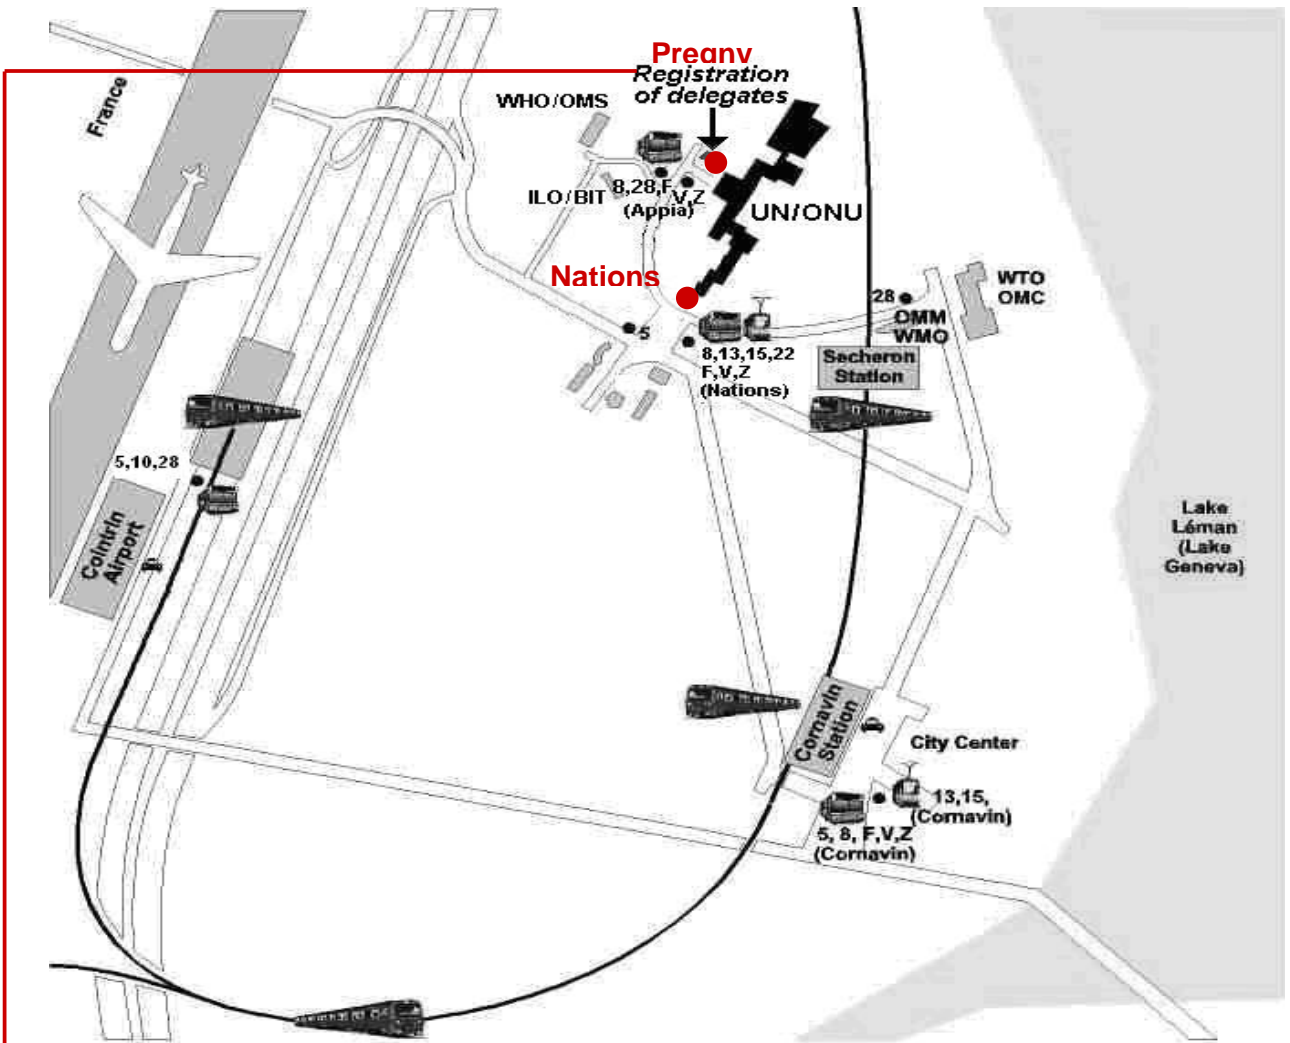 Pregny
Registration
of delegates
France
WHO/OMS
ILO/BIT
8,28,F
V,Z
(Appia)
UN/ONU
Nations
5
28
WTO
OMC
OMM
WMO
8,13,15,22
F,V,Z
(Nations)
Secheron
Station
5,10,28
Cointrin
Airport
Lake
Léman
(Lake
Geneva)
Cornavin
Station
City Center
13,15,
(Cornavin)
5, 8, F,V,Z
(Cornavin)